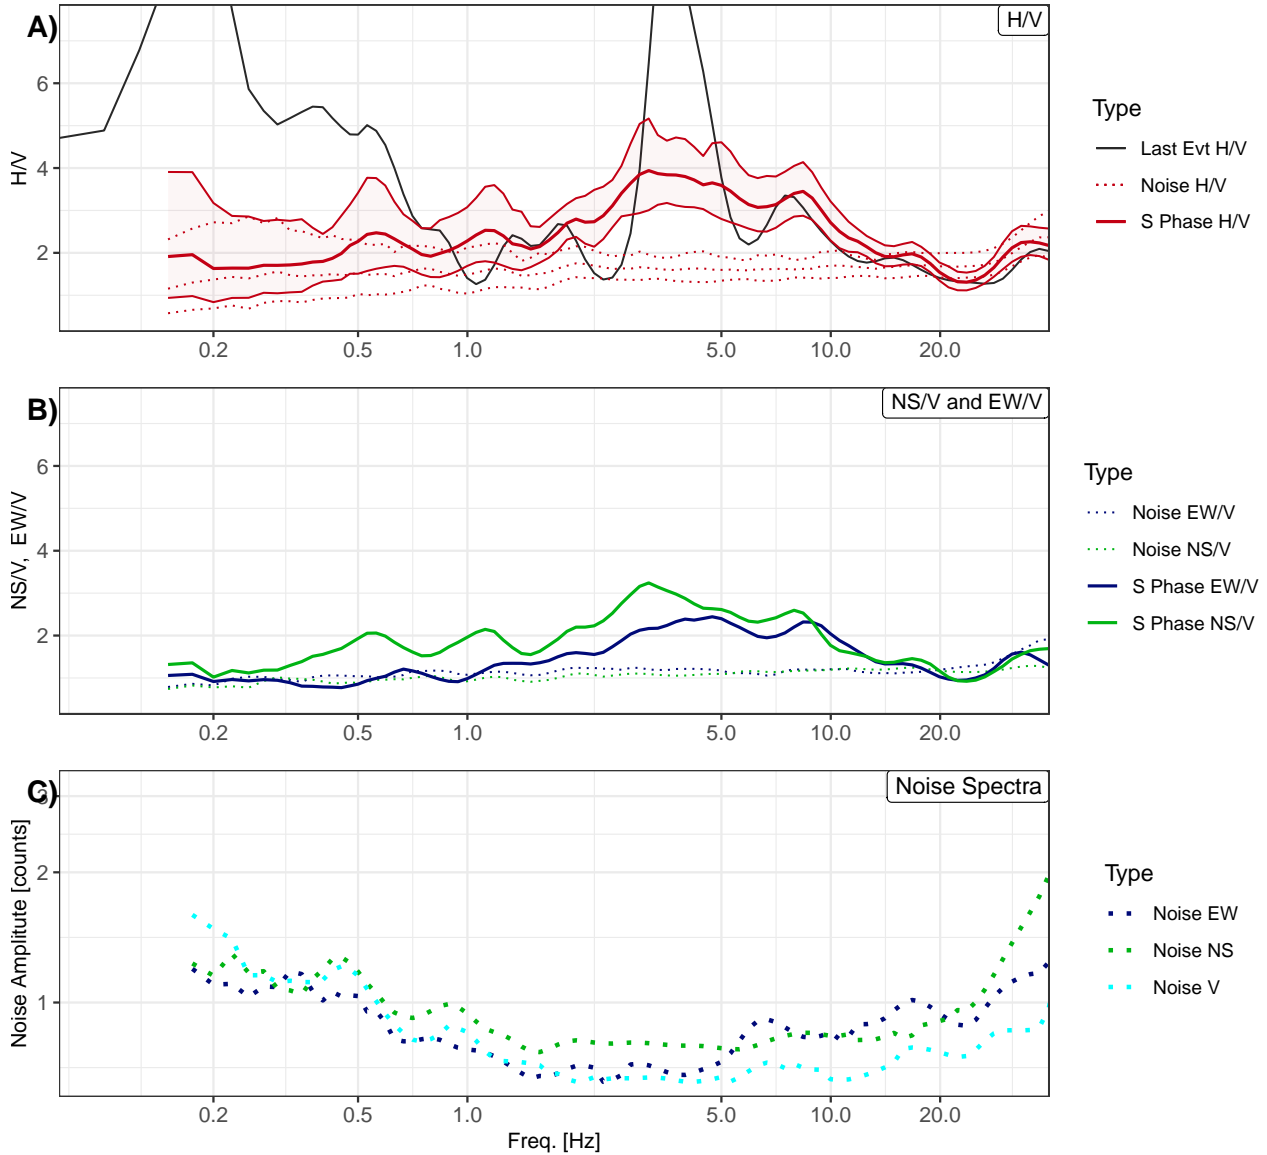 A)
H/V
6
4
2
H/V
0.2 0.5 1.0 5.0 10.0 20.0
Type
Last Evt H/V
Noise H/V
S Phase H/V
B)
NS/V and EW/V
6
4
2
NS/V, EW/V
0.2 0.5 1.0 5.0 10.0 20.0
Type
Noise EW/V
Noise NS/V
S Phase EW/V
S Phase NS/V
C)
Noise Spectra
3
2
1
Noise Amplitute [counts]
0.2 0.5 1.0 5.0 10.0 20.0
Freq. [Hz]
Type
Noise EW
Noise NS
Noise V